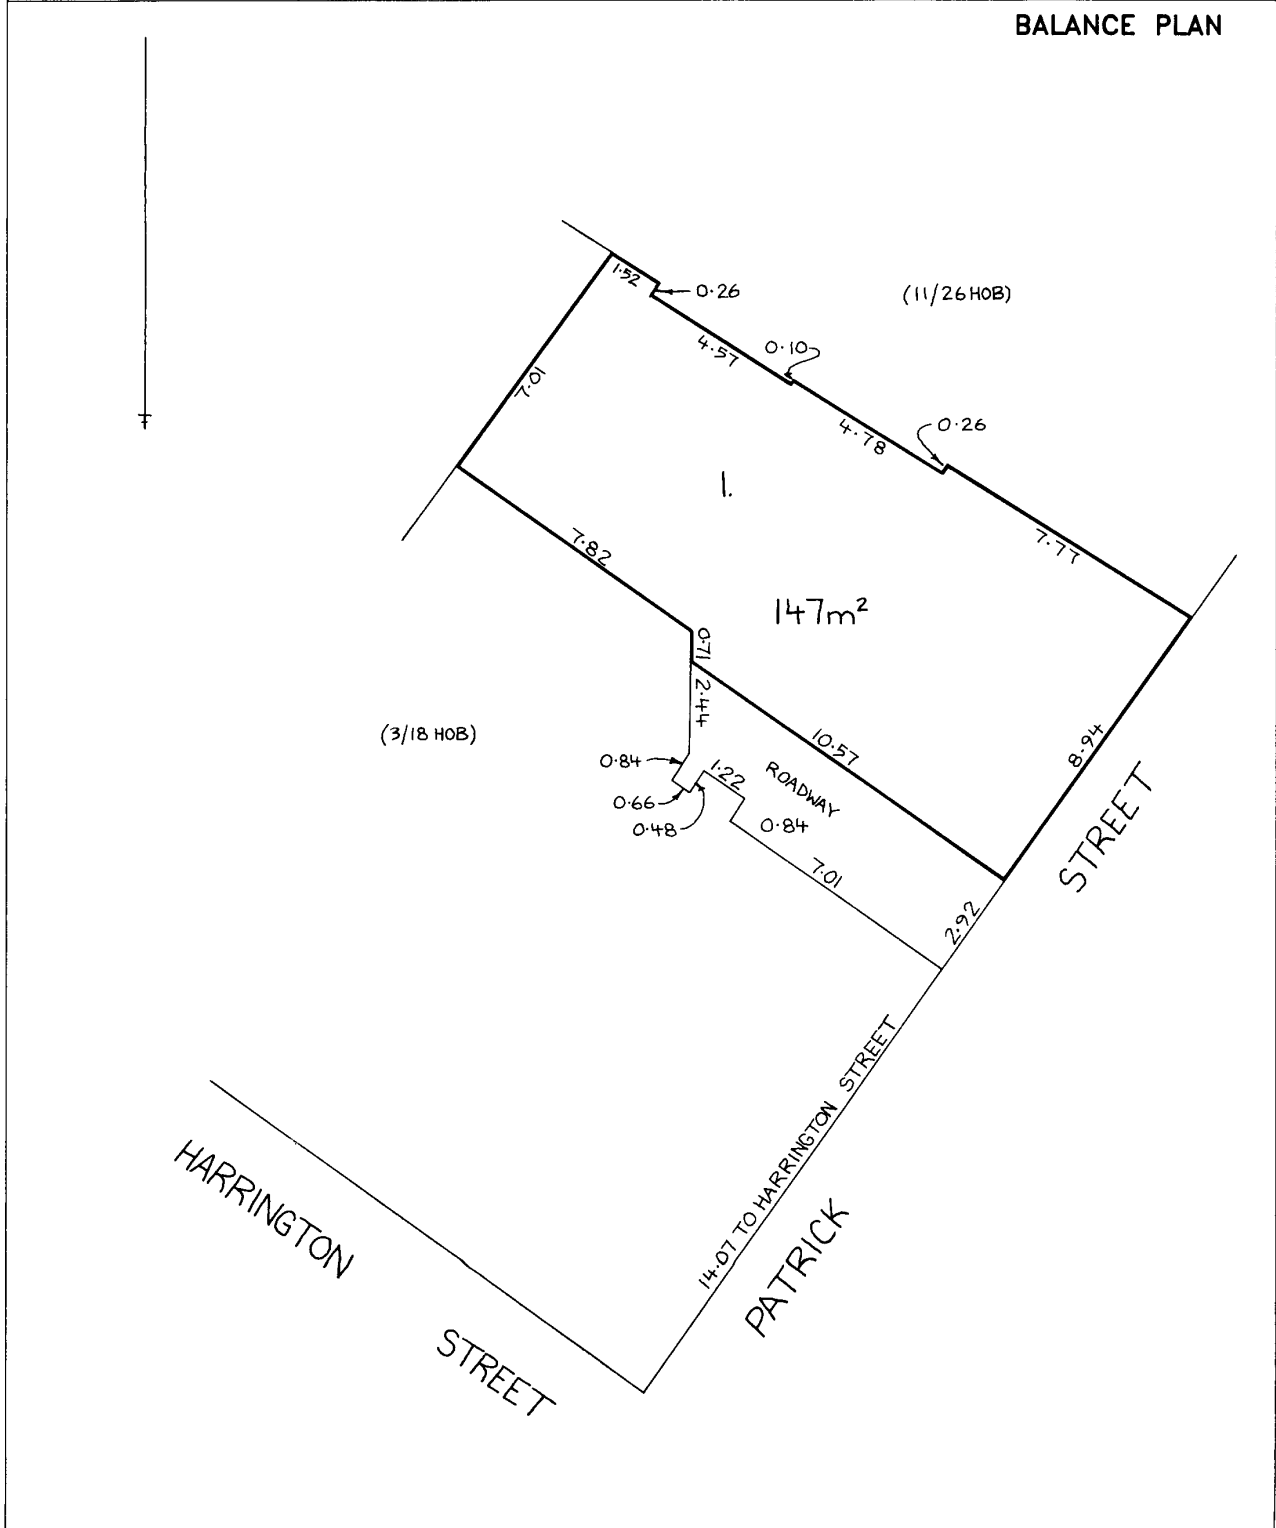 BALANCE PLAN
1·52
0·26
(11/26 HOB)
4·57
0·10
7·01
4·78
0·26
1.
7·77
7·82
147m²
0·71
2·44
(3/18 HOB)
10·57
8·94
0·84
1·22
ROADWAY
0·66
0·48
0·84
STREET
7·01
2·92
14·07 TO HARRINGTON STREET
HARRINGTON
PATRICK
STREET